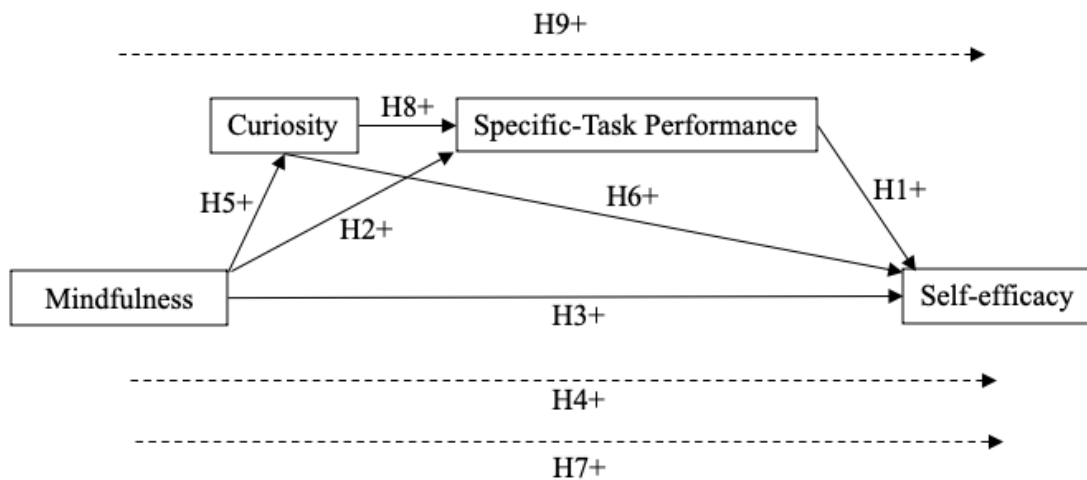 H9+
Curiosity
H8+
Specific-Task Performance
H5+
H2+
H6+
H1+
Mindfulness
H3+
Self-efficacy
H4+
H7+